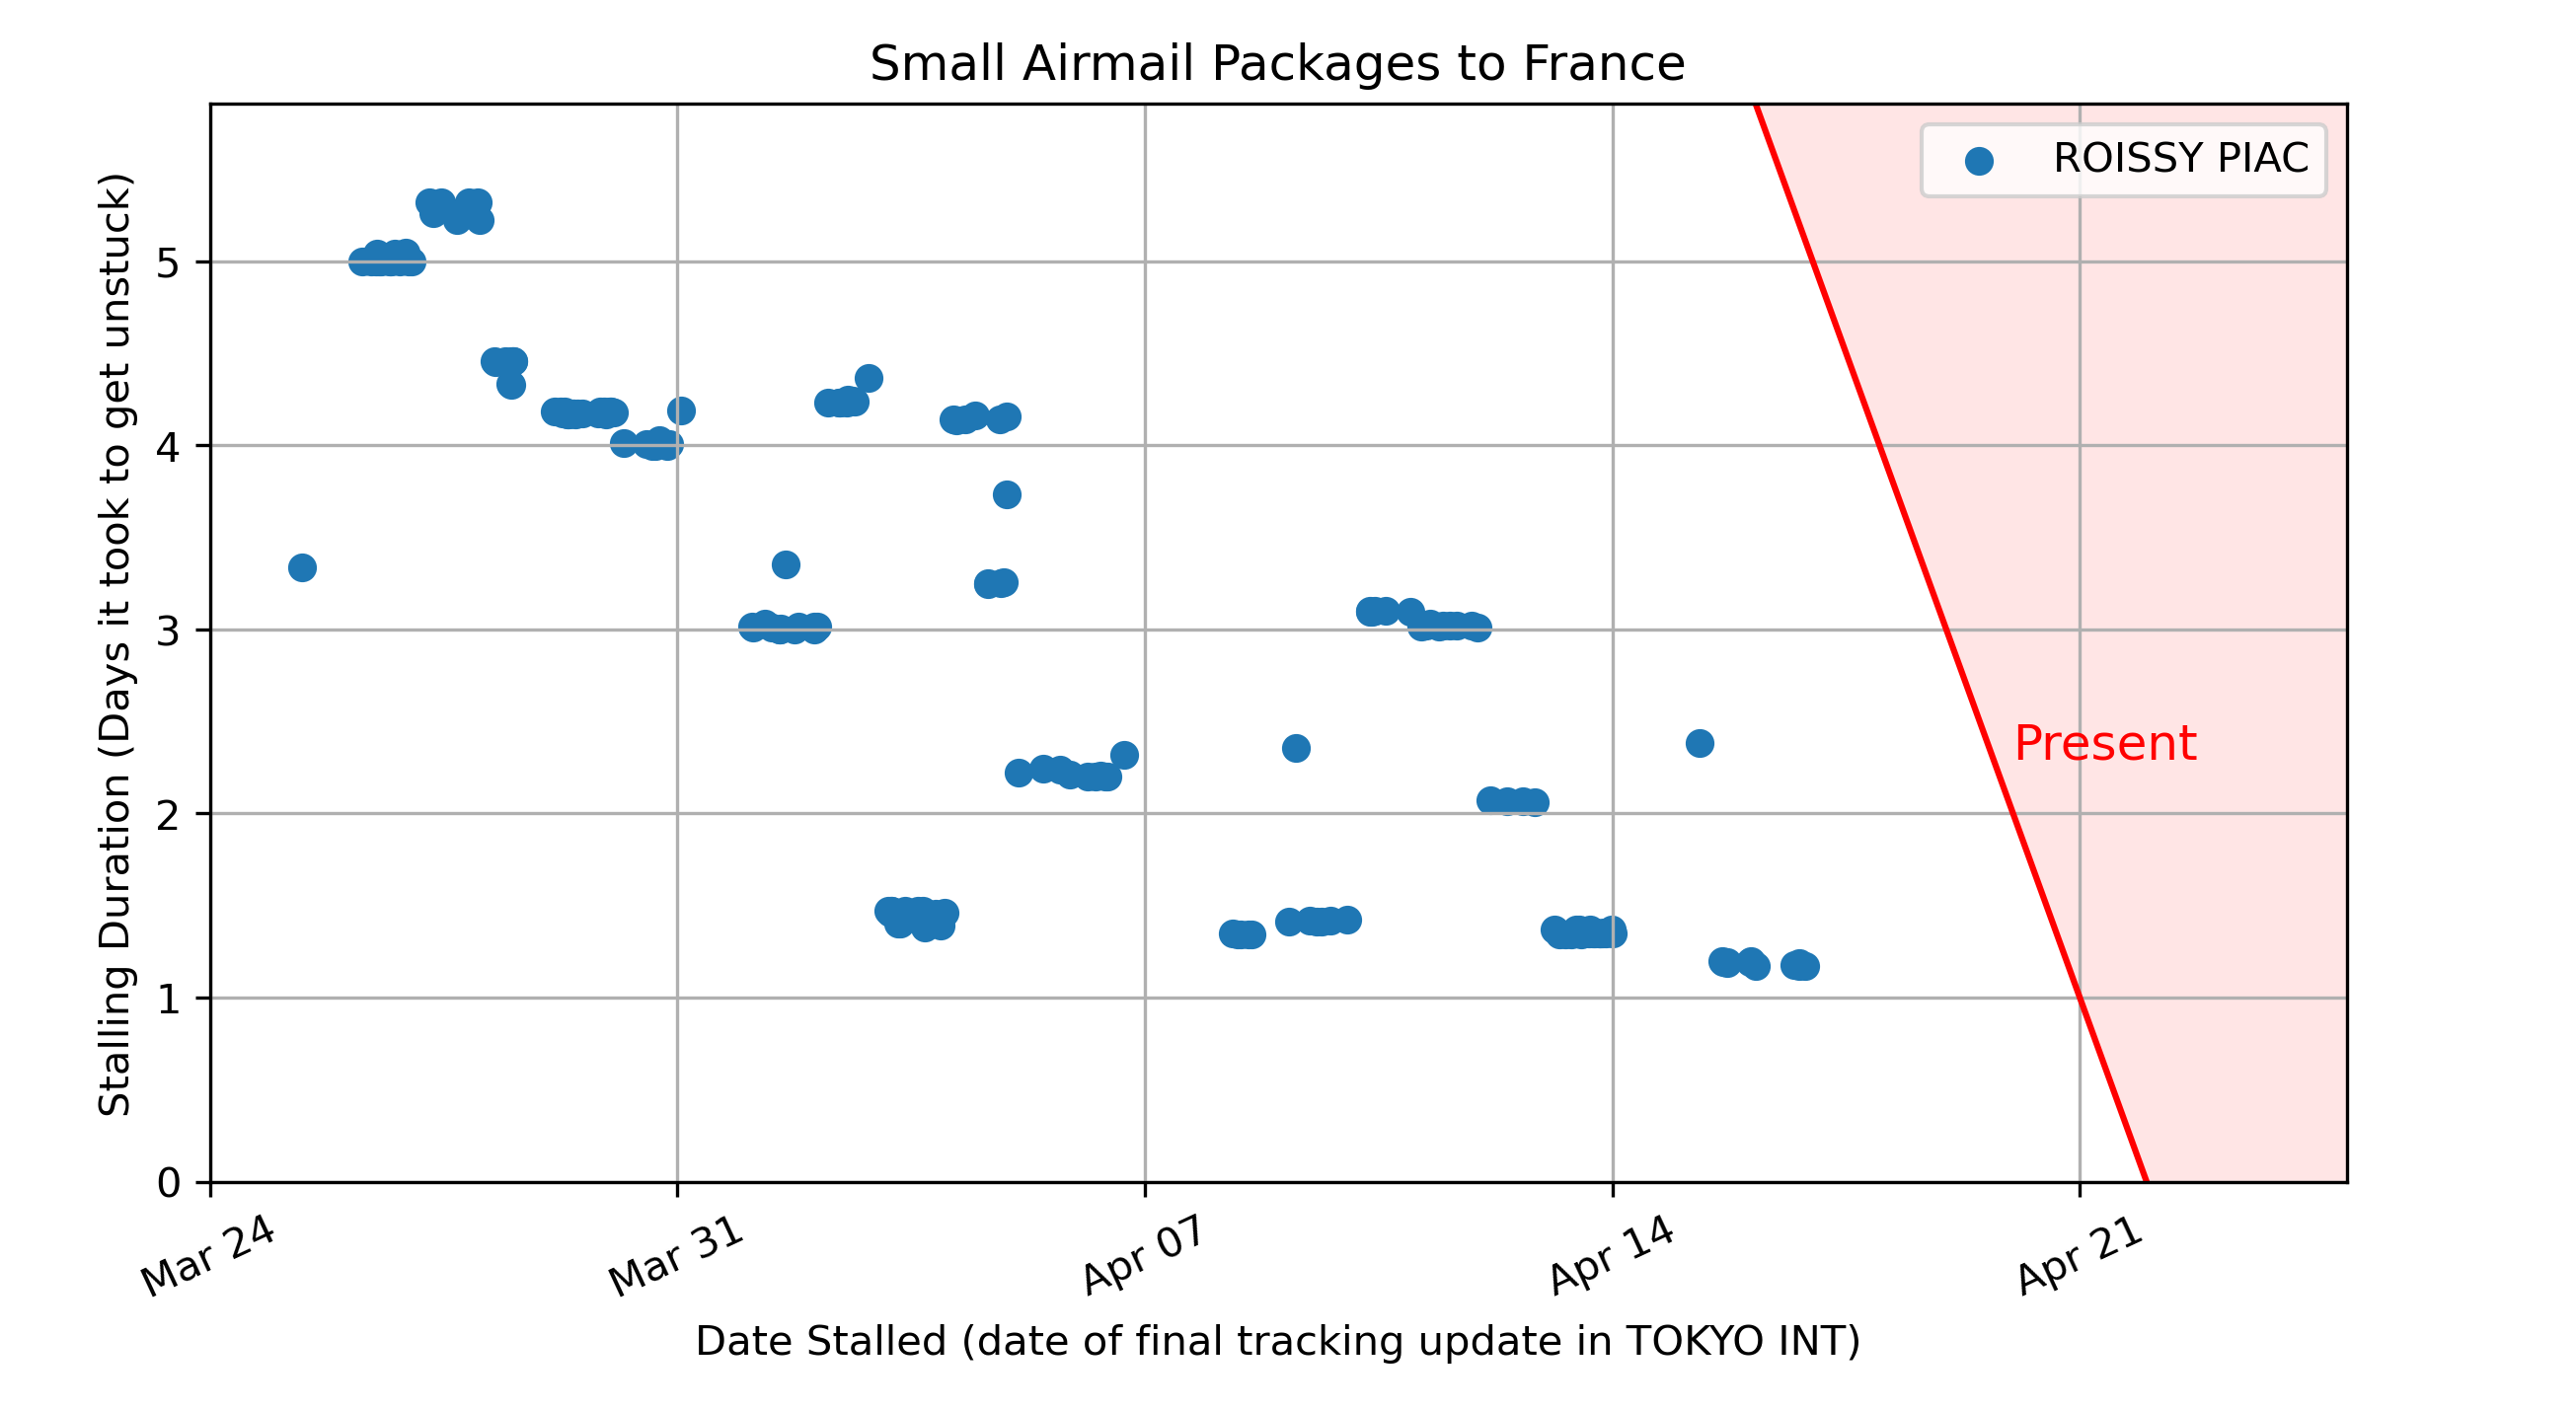 Small Airmail Packages to France
ROISSY PIAC
Stalling Duration (Days it took to get unstuck)
5
4
3
2
1
0
Present
Mar 24
Mar 31
Apr 07
Apr 14
Apr 21
Date Stalled (date of final tracking update in TOKYO INT)